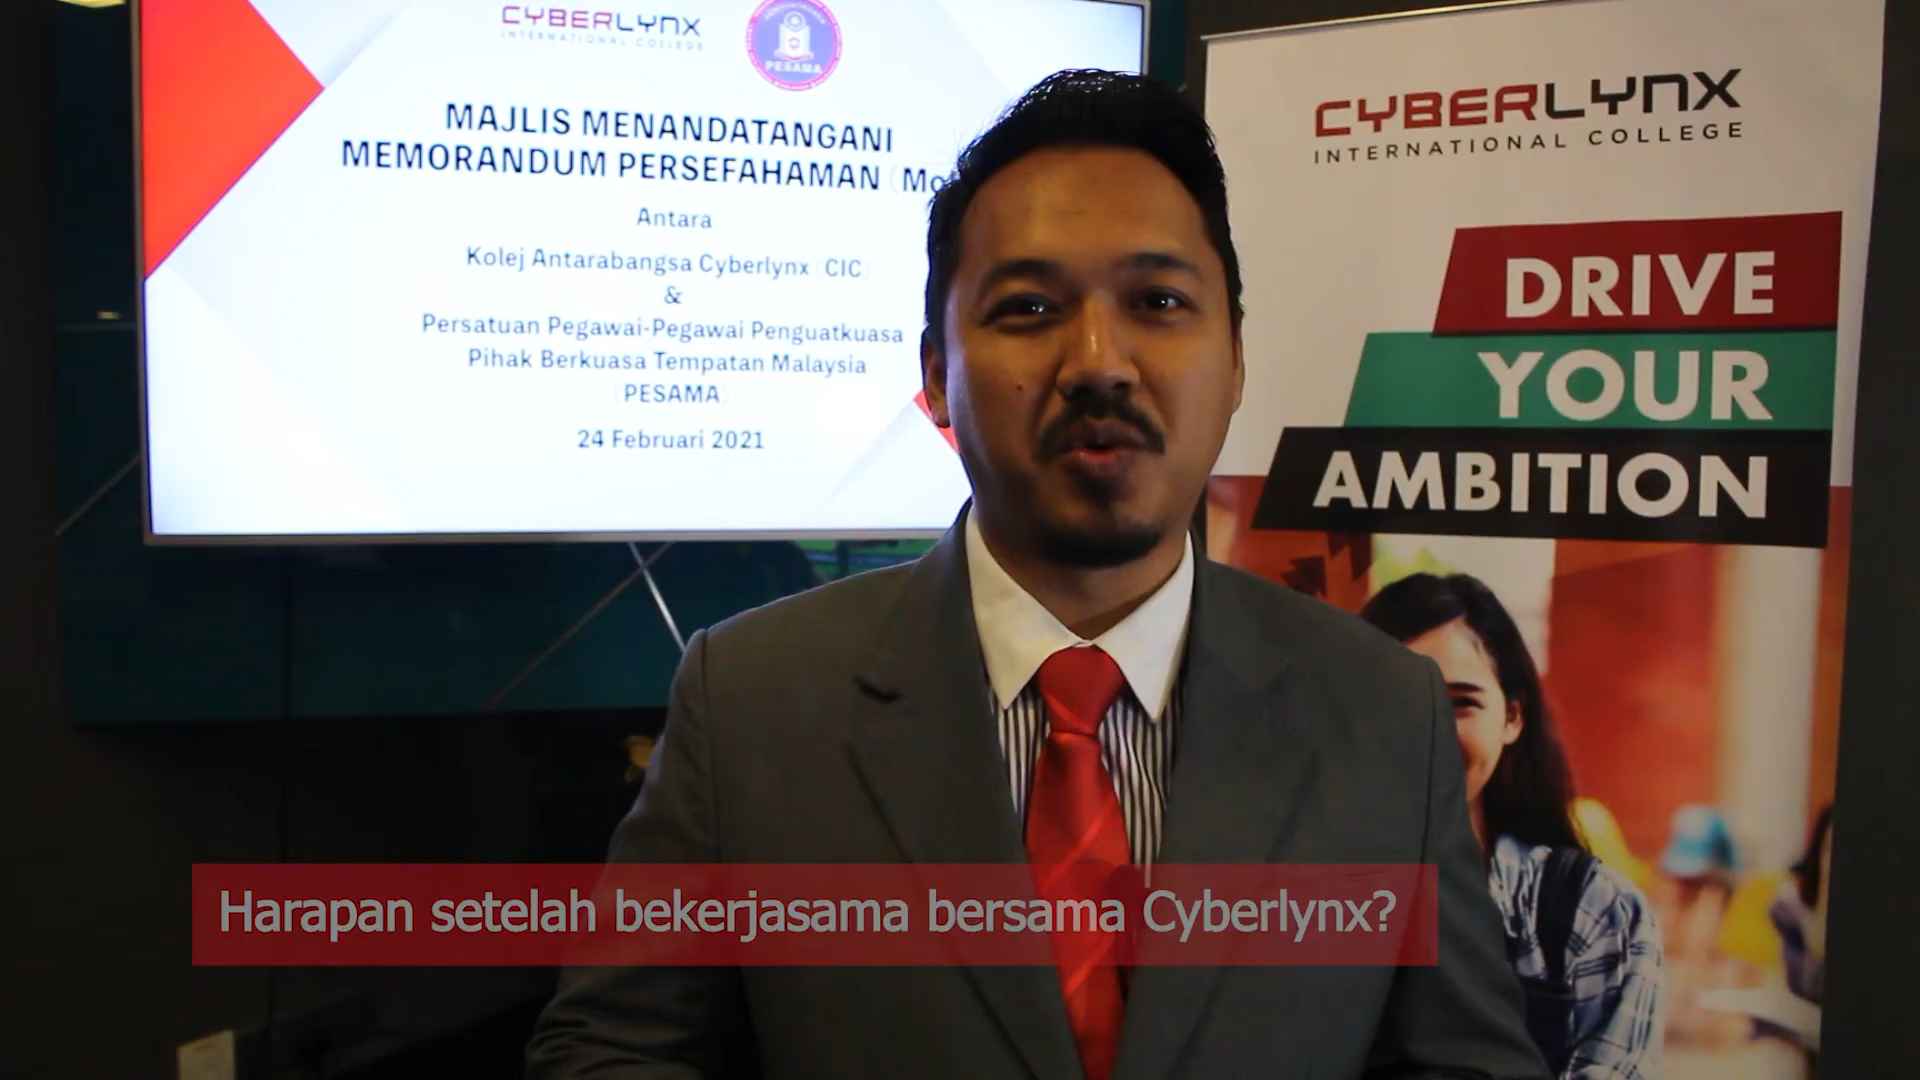 CYBERLYNX
INTERNATIONAL COLLEGE
PESAMA
MAJLIS MENANDATANGANI
MEMORANDUM PERSEFAHAMAN
Antara
Kolej Antarabangsa Cyberlynx (CIC)
&
Persatuan Pegawai-Pegawai Penguatkuasa
Pihak Berkuasa Tempatan Malaysia
(PESAMA)
24 Februari 2021
CYBERLYNX
INTERNATIONAL COLLEGE
DRIVE
YOUR
AMBITION
Harapan setelah bekerjasama bersama Cyberlynx?